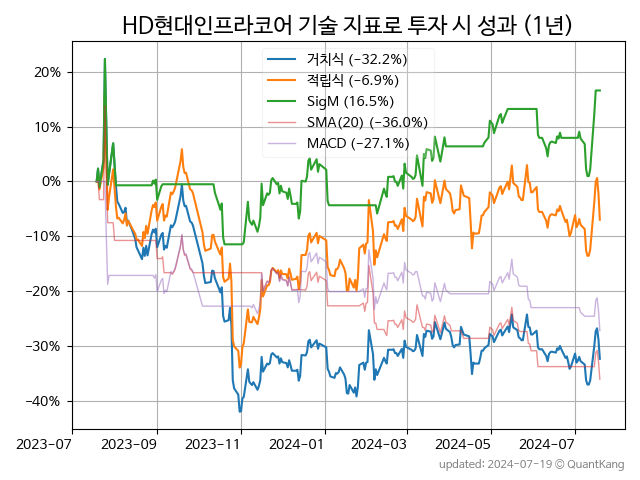 HD현대인프라코어 기술 지표로 투자 시 성과 (1년)
거치식 (−32.2%)
적립식 (−6.9%)
SigM (16.5%)
SMA(20) (−36.0%)
MACD (−27.1%)
20%
10%
0%
−10%
−20%
−30%
−40%
2023-07 2023-09 2023-11 2024-01 2024-03 2024-05 2024-07
updated: 2024-07-19 © QuantKang